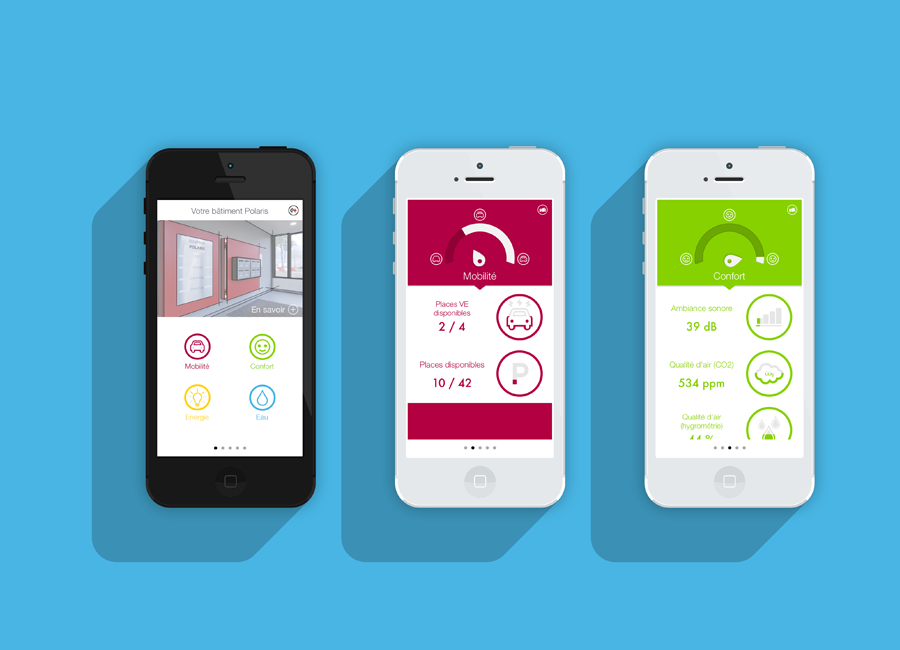 Votre bâtiment Polaris
POLARIS
En savoir
Mobilité
Confort
Energie
Eau
Mobilité
Places VE
disponibles
2 / 4
Places disponibles
10 / 42
P
Confort
Ambiance sonore
39 dB
Qualité d'air (CO2)
534 ppm
Qualité d'air
(hygrométrie)
44 %